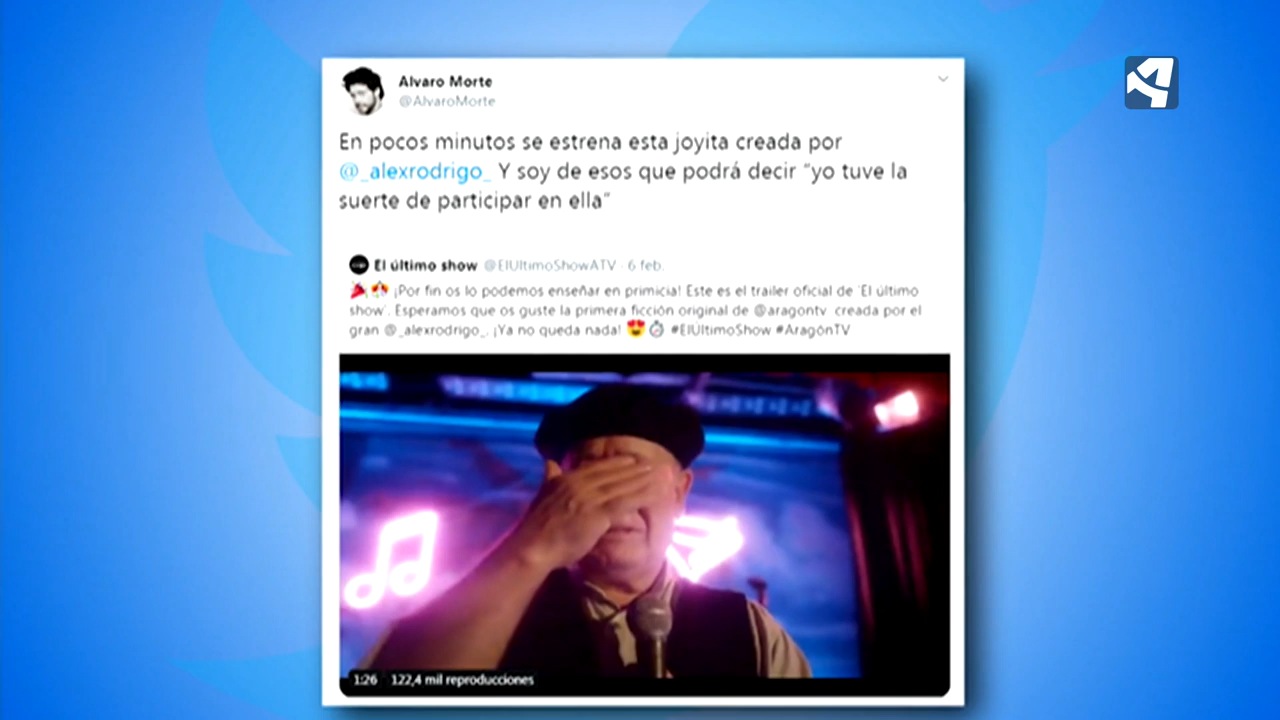 Alvaro Morte
@AlvaroMorte
En pocos minutos se estrena esta joyita creada por
@_alexrodrigo_ Y soy de esos que podrá decir "yo tuve la
suerte de participar en ella"
El último show @ElUltimoShowATV · 6 feb.
¡Por fin os lo podemos enseñar en primicia! Este es el trailer oficial de 'El último
show'. Esperamos que os guste la primera ficción original de @aragontv creada por el
gran @_alexrodrigo_. ¡Ya no queda nada! #ElUltimoShow #AragónTV
1:26 122,4 mil reproducciones